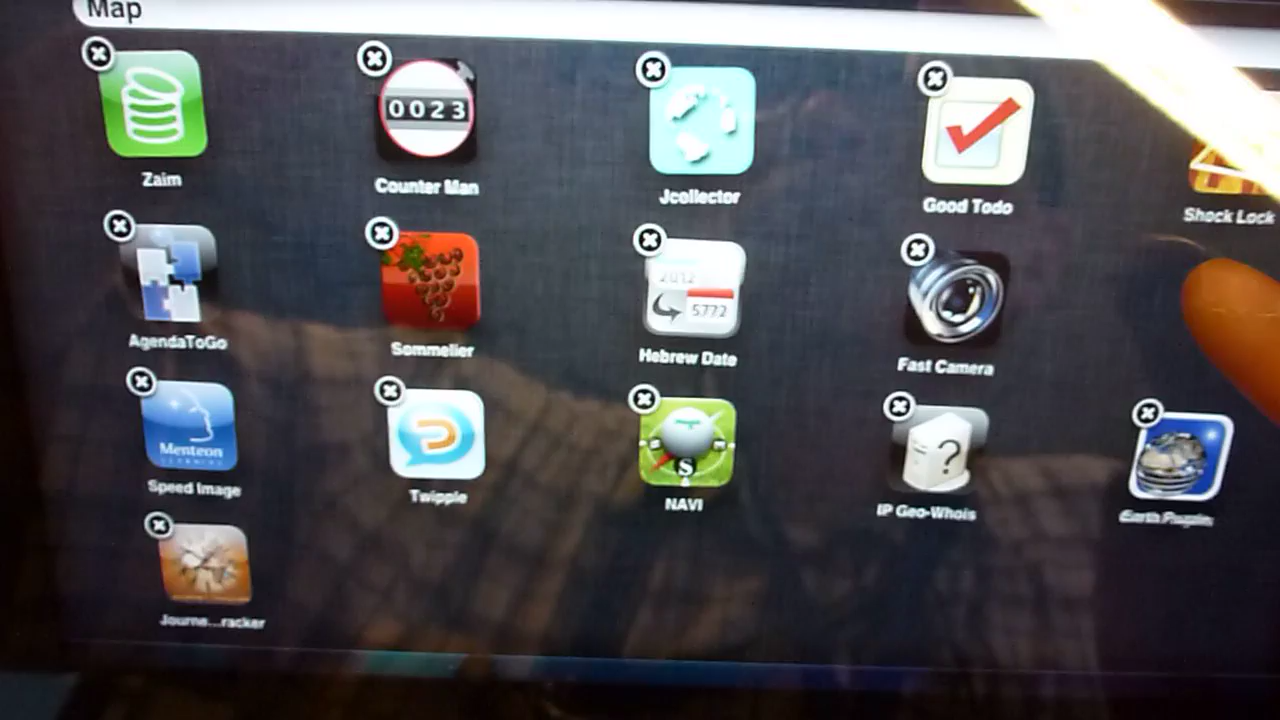 Map
0023
Zaim
Counter Man
Jcollector
Good Todo
Shock Lock
2012
5772
AgendaToGo
Sommelier
Hebrew Date
Fast Camera
Menteon
Speed Image
Twipple
S
NAVI
?
IP Geo-Whois
Earth Plugin
Journe...racker